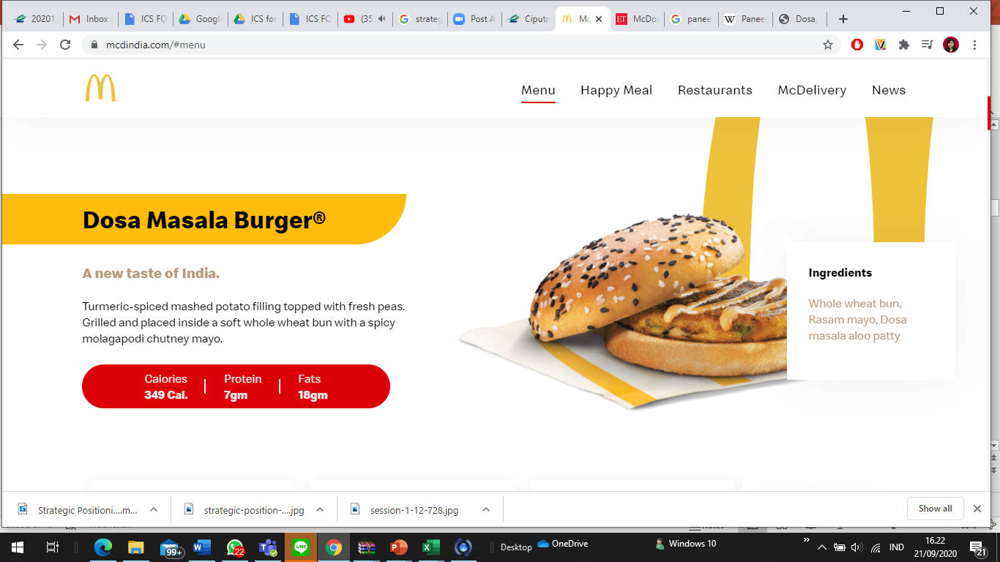 20201
Inbox
ICS FO
Google
ICS for
ICS FO
(35
strateg
Post A
Ciputr
Mc
McDo
panee
Paneer
Dosa,
mcdindia.com/#menu
Menu
Happy Meal
Restaurants
McDelivery
News
Dosa Masala Burger®
A new taste of India.
Turmeric-spiced mashed potato filling topped with fresh peas.
Grilled and placed inside a soft whole wheat bun with a spicy
molagapodi chutney mayo.
Calories
349 Cal.
Protein
7gm
Fats
18gm
Ingredients
Whole wheat bun,
Rasam mayo, Dosa
masala aloo patty
Strategic Positioni....m...
strategic-position-....jpg
session-1-12-728.jpg
Show all
99+
22
Desktop
OneDrive
Windows 10
IND
16.22
21/09/2020
21